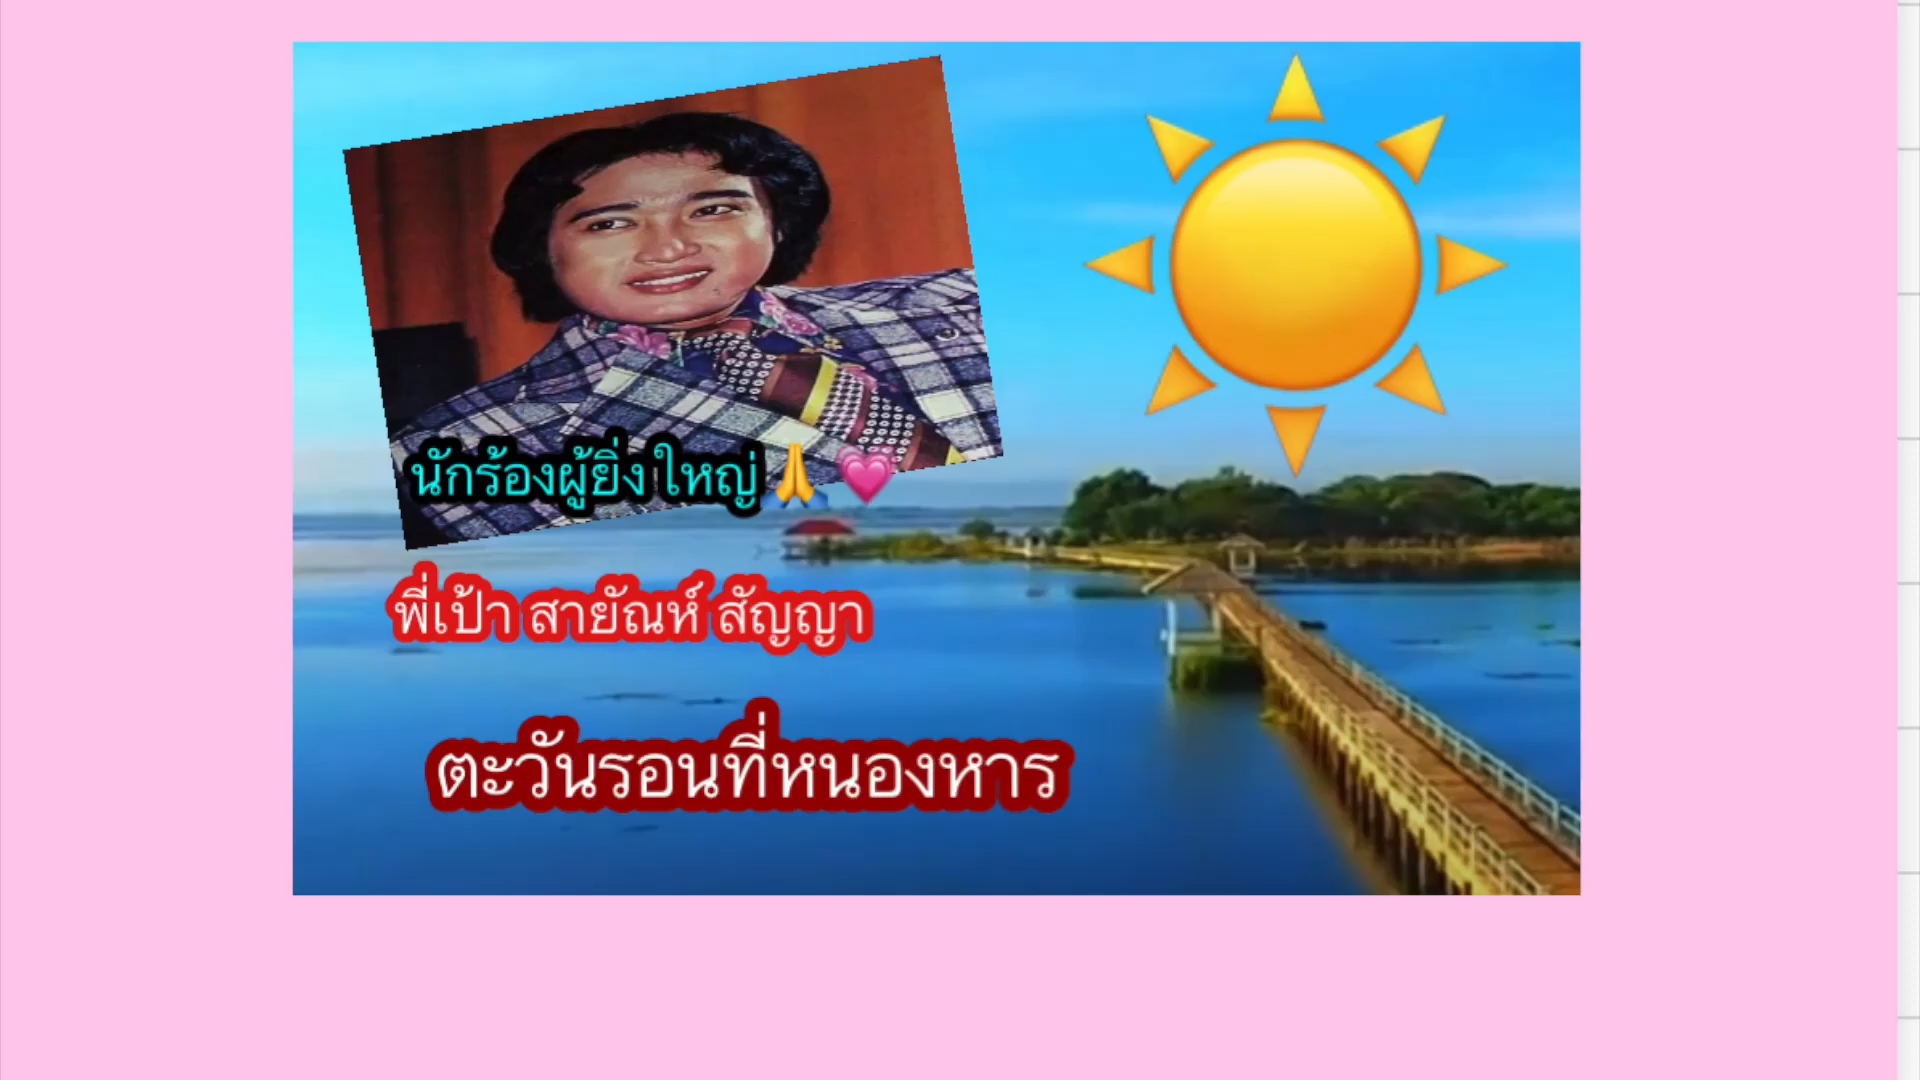 นักร้องผู้ยิ่งใหญ่🙏💗
พี่เป้า สายัณห์ สัญญา
ตะวันรอนที่หนองหาร